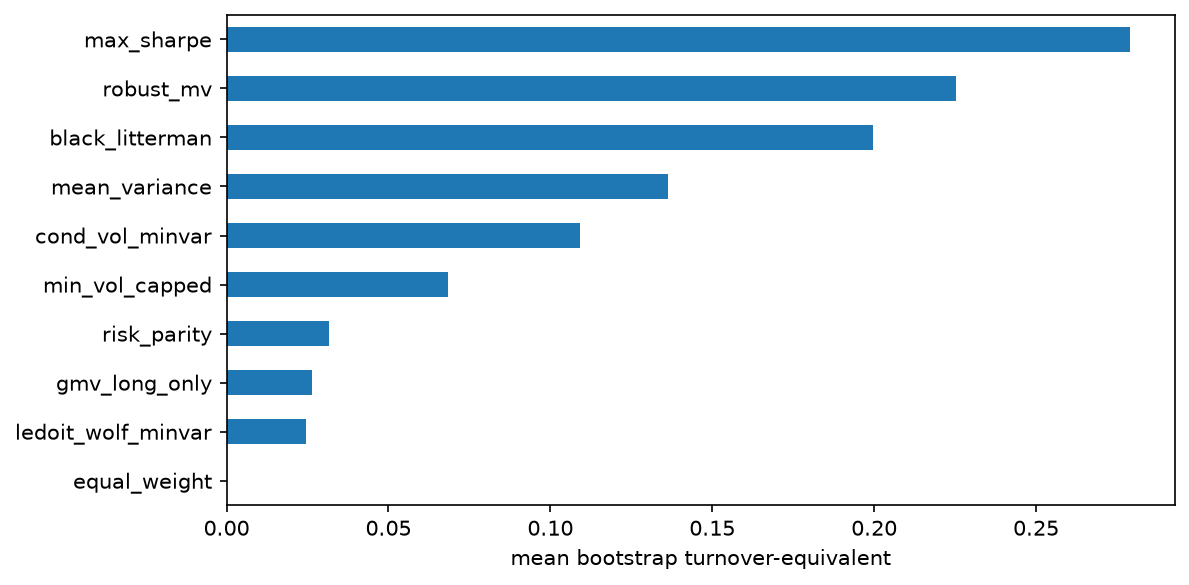 max_sharpe
robust_mv
black_litterman
mean_variance
cond_vol_minvar
min_vol_capped
risk_parity
gmv_long_only
ledoit_wolf_minvar
equal_weight
0.00 0.05 0.10 0.15 0.20 0.25
mean bootstrap turnover-equivalent